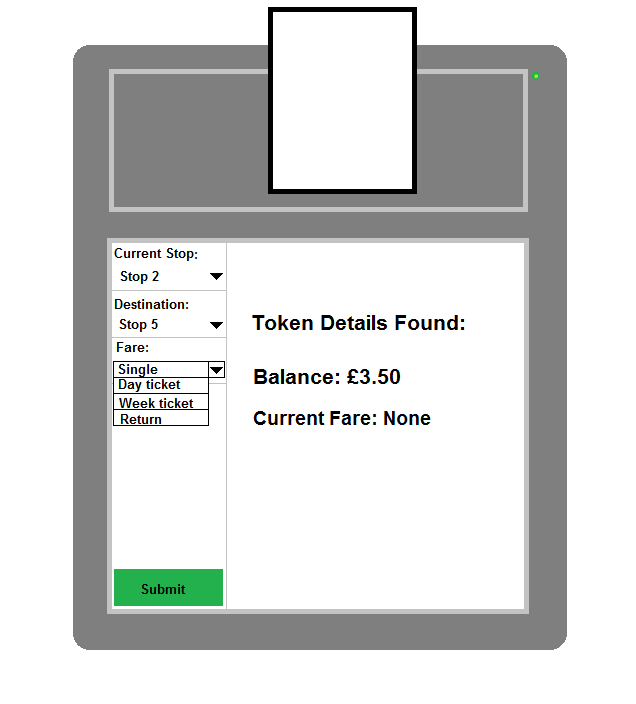 Current Stop:
Stop 2
Destination:
Stop 5
Fare:
Single
Day ticket
Week ticket
Return
Submit
Token Details Found:
Balance: £3.50
Current Fare: None